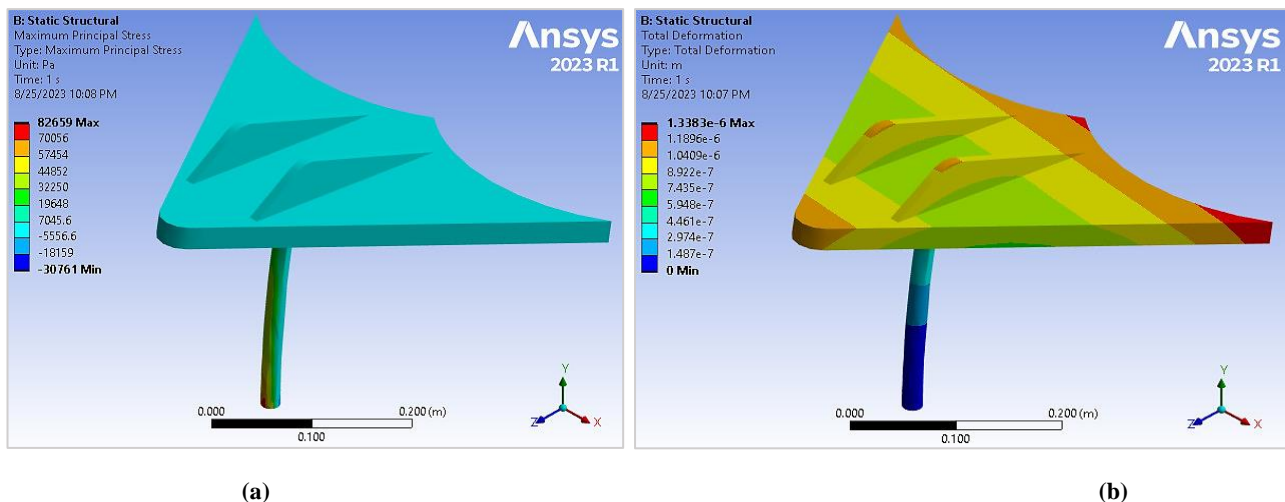 B: Static Structural
Maximum Principal Stress
Type: Maximum Principal Stress
Unit: Pa
Time: 1 s
8/25/2023 10:08 PM
Ansys
2023 R1
82659 Max
70056
57454
44852
32250
19648
7045.6
-5556.6
-18159
-30761 Min
0.000
0.200 (m)
0.100
Y
Z
X
(a)
B: Static Structural
Total Deformation
Type: Total Deformation
Unit: m
Time: 1 s
8/25/2023 10:07 PM
Ansys
2023 R1
1.3383e-6 Max
1.1896e-6
1.0409e-6
8.922e-7
7.435e-7
5.948e-7
4.461e-7
2.974e-7
1.487e-7
0 Min
0.000
0.200 (m)
0.100
Y
Z
X
(b)